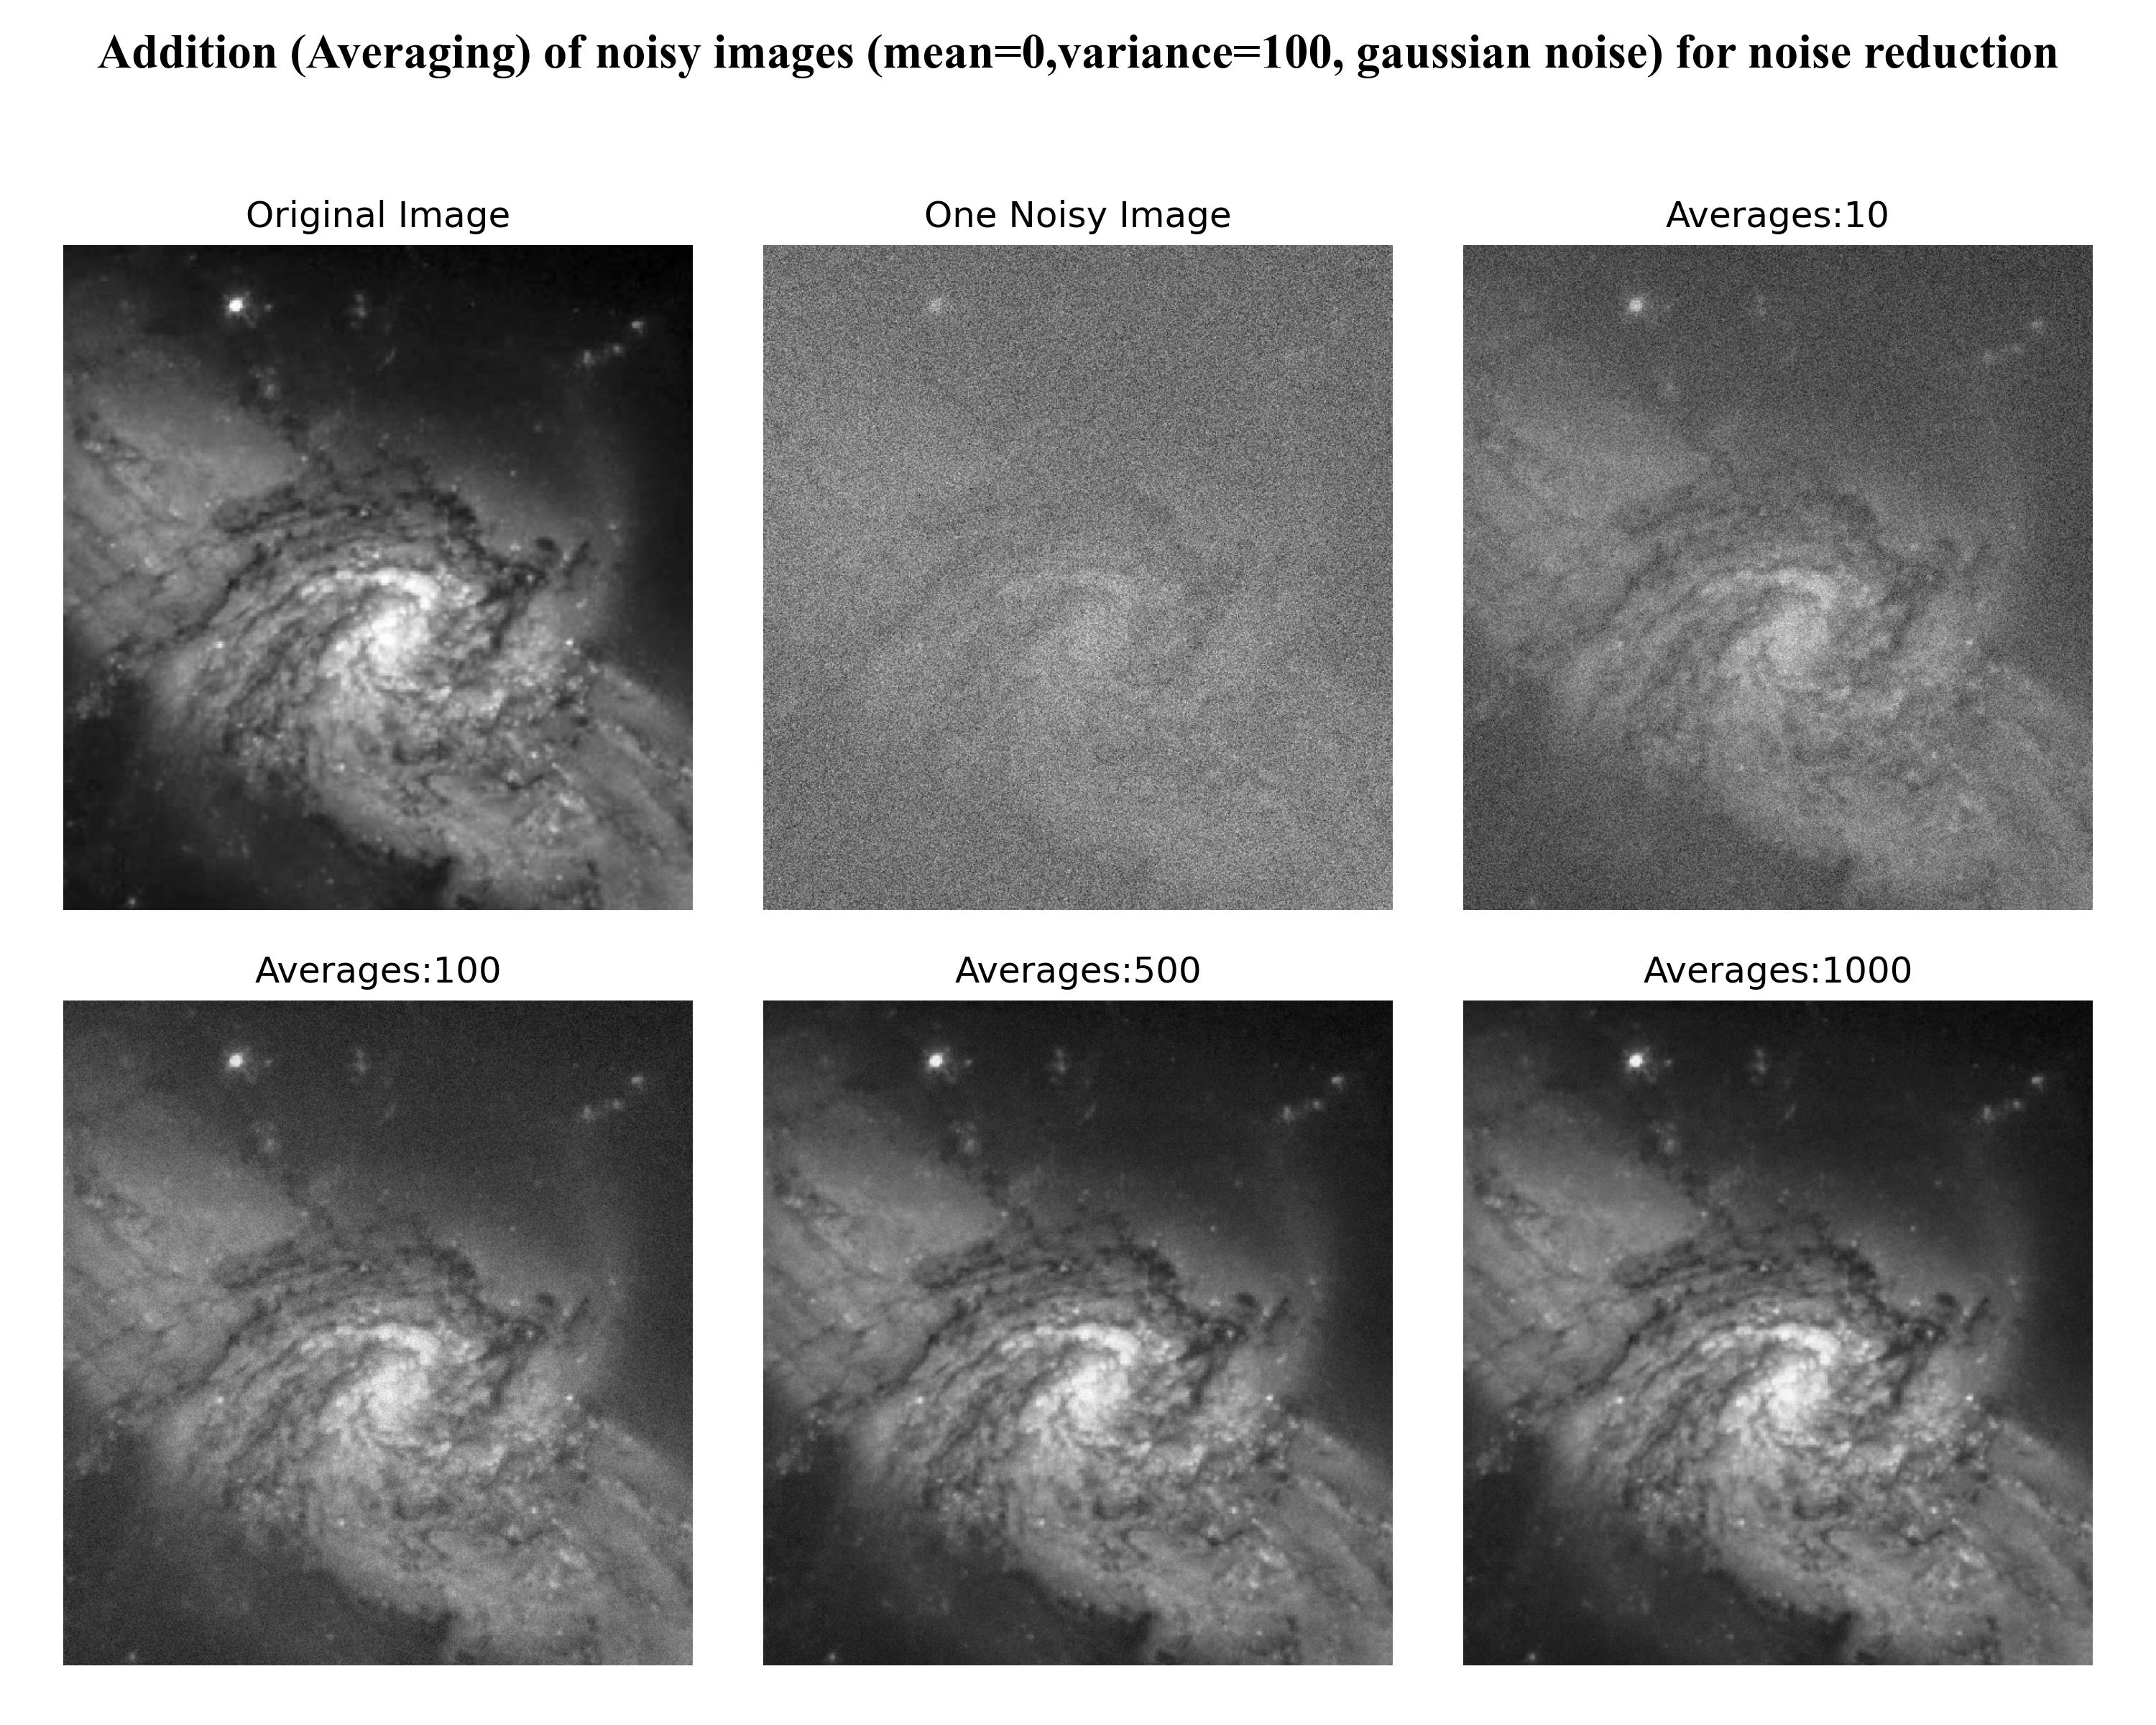 Addition (Averaging) of noisy images (mean=0,variance=100, gaussian noise) for noise reduction
Original Image
One Noisy Image
Averages:10
Averages:100
Averages:500
Averages:1000